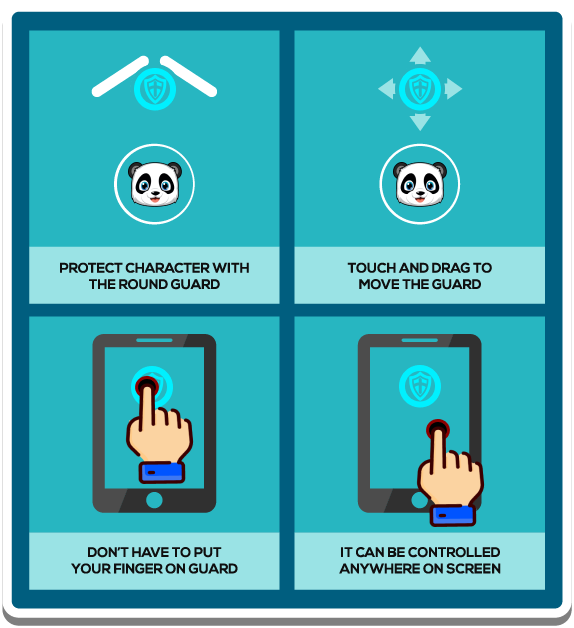 PROTECT CHARACTER WITH
THE ROUND GUARD
TOUCH AND DRAG TO
MOVE THE GUARD
DON'T HAVE TO PUT
YOUR FINGER ON GUARD
IT CAN BE CONTROLLED
ANYWHERE ON SCREEN